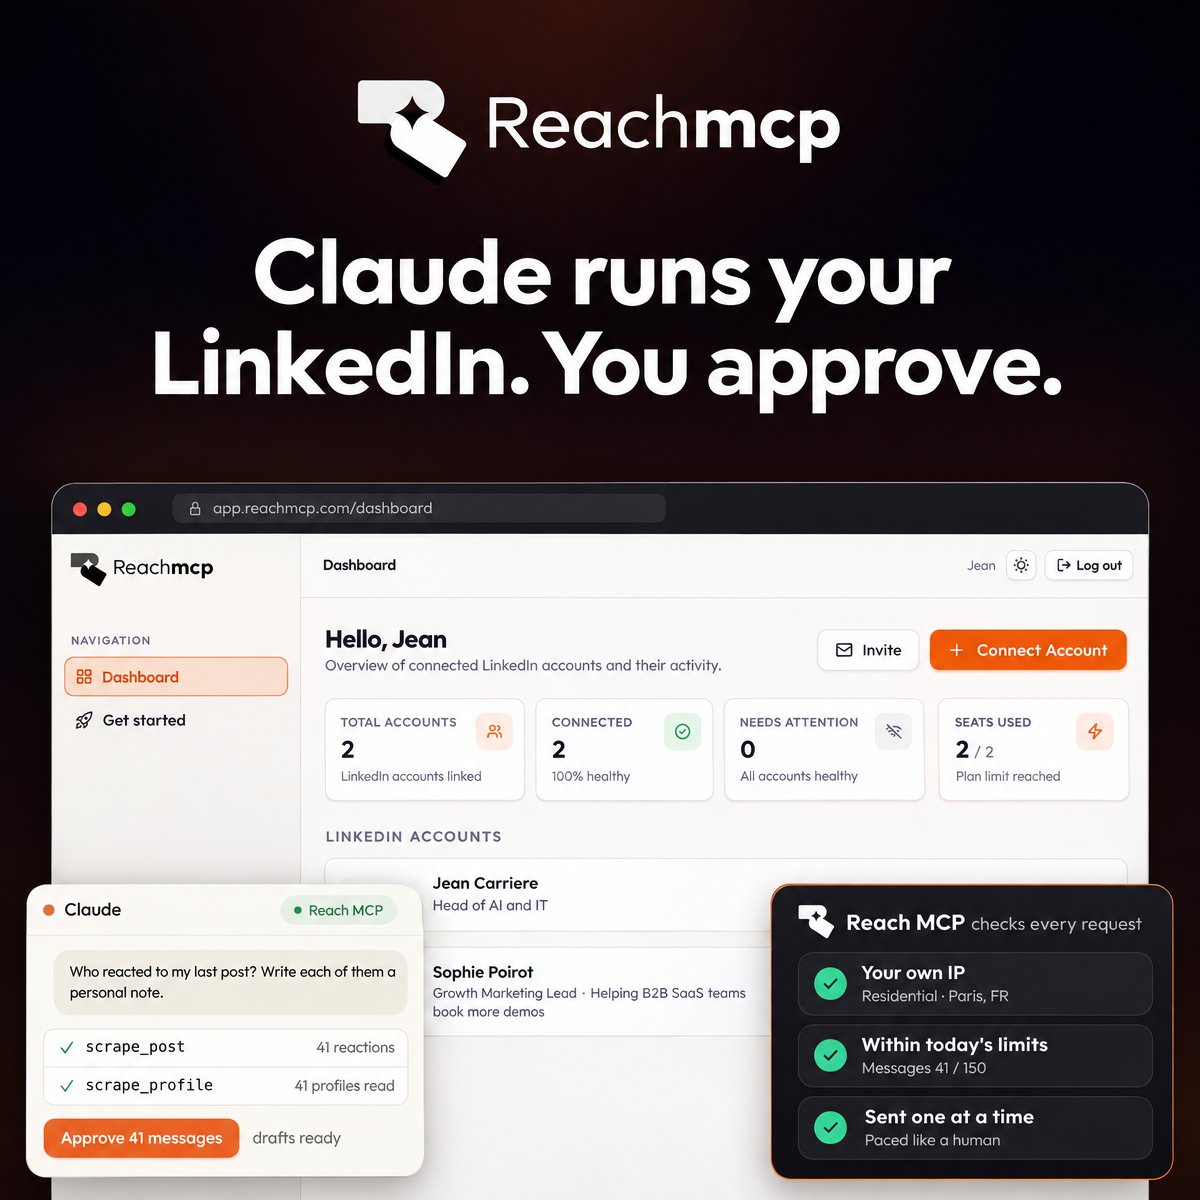 Reachmcp
Claude runs your
LinkedIn. You approve.
app.reachmcp.com/dashboard
Reachmcp
Dashboard
Jean
Log out
NAVIGATION
Dashboard
Get started
Hello, Jean
Overview of connected LinkedIn accounts and their activity.
Invite
+ Connect Account
TOTAL ACCOUNTS
2
LinkedIn accounts linked
CONNECTED
2
100% healthy
NEEDS ATTENTION
0
All accounts healthy
SEATS USED
2 / 2
Plan limit reached
LINKEDIN ACCOUNTS
Jean Carriere
Head of AI and IT
Sophie Poirot
Growth Marketing Lead · Helping B2B SaaS teams
book more demos
Claude
Reach MCP
Who reacted to my last post? Write each of them a
personal note.
scrape_post
41 reactions
scrape_profile
41 profiles read
Approve 41 messages
drafts ready
Reach MCP checks every request
Your own IP
Residential · Paris, FR
Within today's limits
Messages 41 / 150
Sent one at a time
Paced like a human